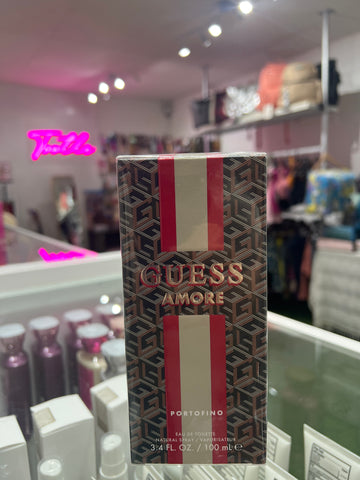 GUESS
AMORE
PORTOFINO
EAU DE TOILETTE
NATURAL SPRAY / VAPORISATEUR
3.4 FL. OZ. / 100 mL e